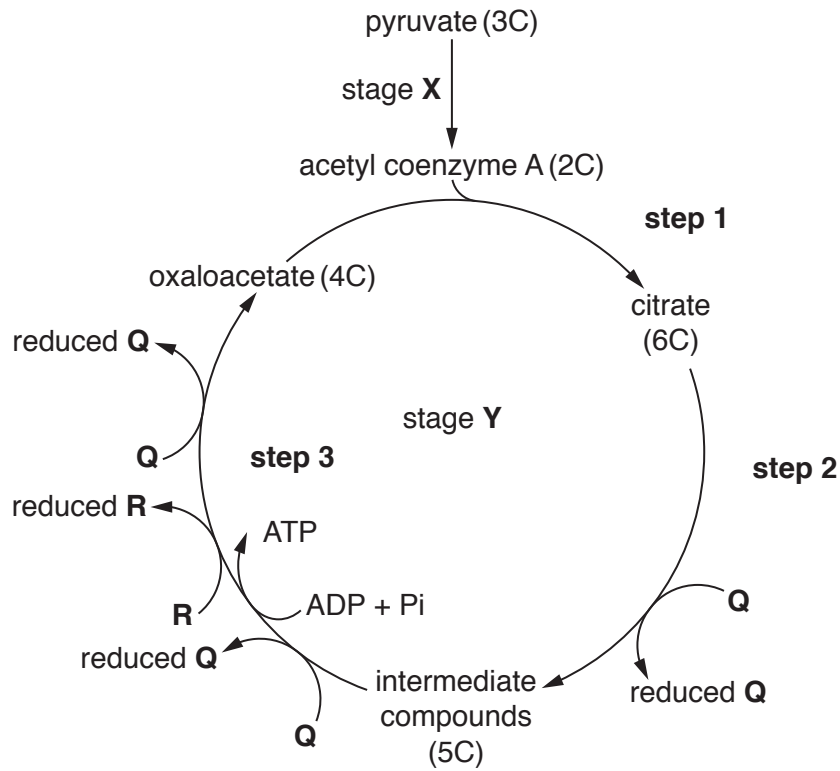 pyruvate (3C)
stage X
acetyl coenzyme A (2C)
step 1
oxaloacetate (4C)
citrate
(6C)
reduced Q
stage Y
Q
step 3
step 2
reduced R
ATP
R
ADP + Pi
Q
reduced Q
intermediate
compounds
(5C)
reduced Q
Q